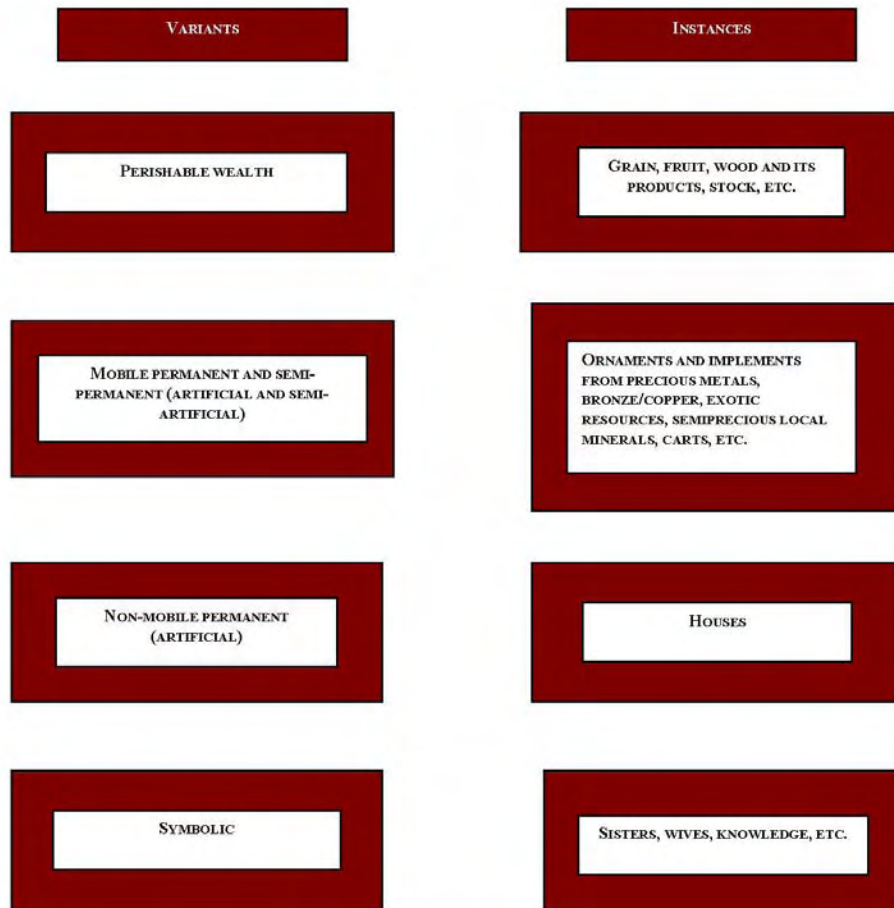 VARIANTS
INSTANCES
PERISHABLE WEALTH
GRAIN, FRUIT, WOOD AND ITS
PRODUCTS, STOCK, ETC.
MOBILE PERMANENT AND SEMI-
PERMANENT (ARTIFICIAL AND SEMI-
ARTIFICIAL)
ORNAMENTS AND IMPLEMENTS
FROM PRECIOUS METALS,
BRONZE/COPPER, EXOTIC
RESOURCES, SEMIPRECIOUS LOCAL
MINERALS, CARTS, ETC.
NON-MOBILE PERMANENT
(ARTIFICIAL)
HOUSES
SYMBOLIC
SISTERS, WIVES, KNOWLEDGE, ETC.